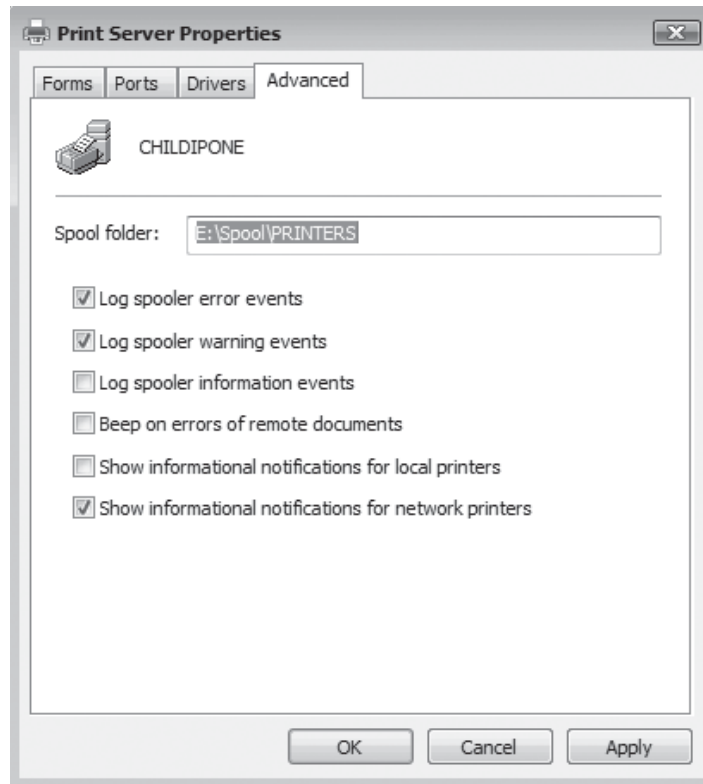 Print Server Properties
Forms Ports Drivers Advanced
CHILDIPONE
Spool folder: E:\Spool\PRINTERS
Log spooler error events
Log spooler warning events
Log spooler information events
Beep on errors of remote documents
Show informational notifications for local printers
Show informational notifications for network printers
OK Cancel Apply